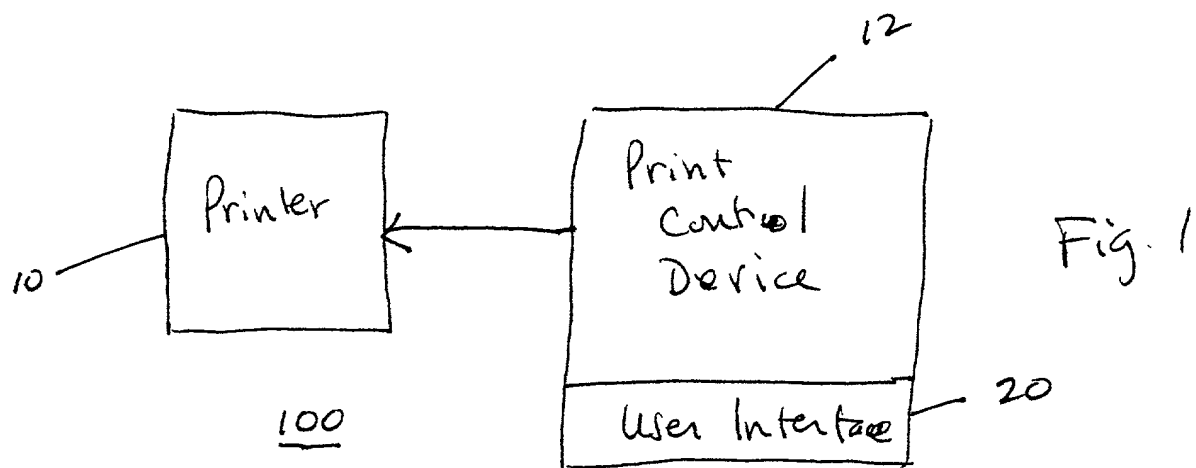 12
Printer
Print
Control
Device
Fig. 1
10
20
User Interface
100